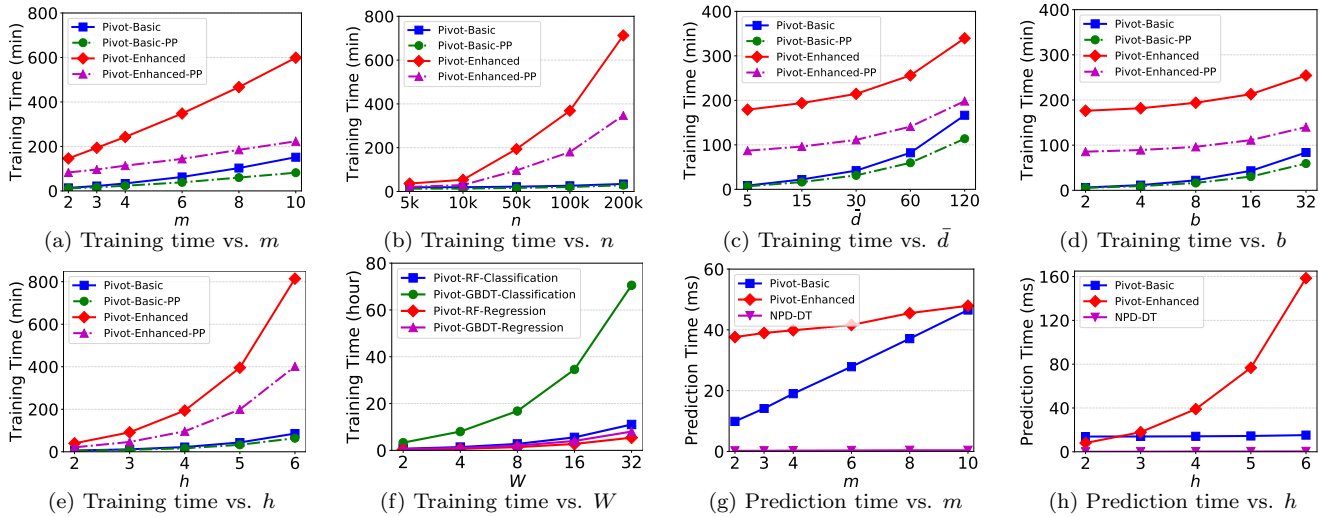 800
600
400
200
0
Training Time (min)
Pivot-Basic
Pivot-Basic-PP
Pivot-Enhanced
Pivot-Enhanced-PP
2 3 4 6 8 10
m
(a) Training time vs. m
800
600
400
200
0
Training Time (min)
Pivot-Basic
Pivot-Basic-PP
Pivot-Enhanced
Pivot-Enhanced-PP
5k 10k 50k 100k 200k
n
(b) Training time vs. n
400
300
200
100
0
Training Time (min)
Pivot-Basic
Pivot-Basic-PP
Pivot-Enhanced
Pivot-Enhanced-PP
5 15 30 60 120
d̄
(c) Training time vs. d̄
400
300
200
100
0
Training Time (min)
Pivot-Basic
Pivot-Basic-PP
Pivot-Enhanced
Pivot-Enhanced-PP
2 4 8 16 32
b
(d) Training time vs. b
800
600
400
200
0
Training Time (min)
Pivot-Basic
Pivot-Basic-PP
Pivot-Enhanced
Pivot-Enhanced-PP
2 3 4 5 6
h
(e) Training time vs. h
80
60
40
20
0
Training Time (hour)
Pivot-RF-Classification
Pivot-GBDT-Classification
Pivot-RF-Regression
Pivot-GBDT-Regression
2 4 8 16 32
W
(f) Training time vs. W
60
40
20
0
Prediction Time (ms)
Pivot-Basic
Pivot-Enhanced
NPD-DT
2 3 4 6 8 10
m
(g) Prediction time vs. m
160
120
80
40
0
Prediction Time (ms)
Pivot-Basic
Pivot-Enhanced
NPD-DT
2 3 4 5 6
h
(h) Prediction time vs. h